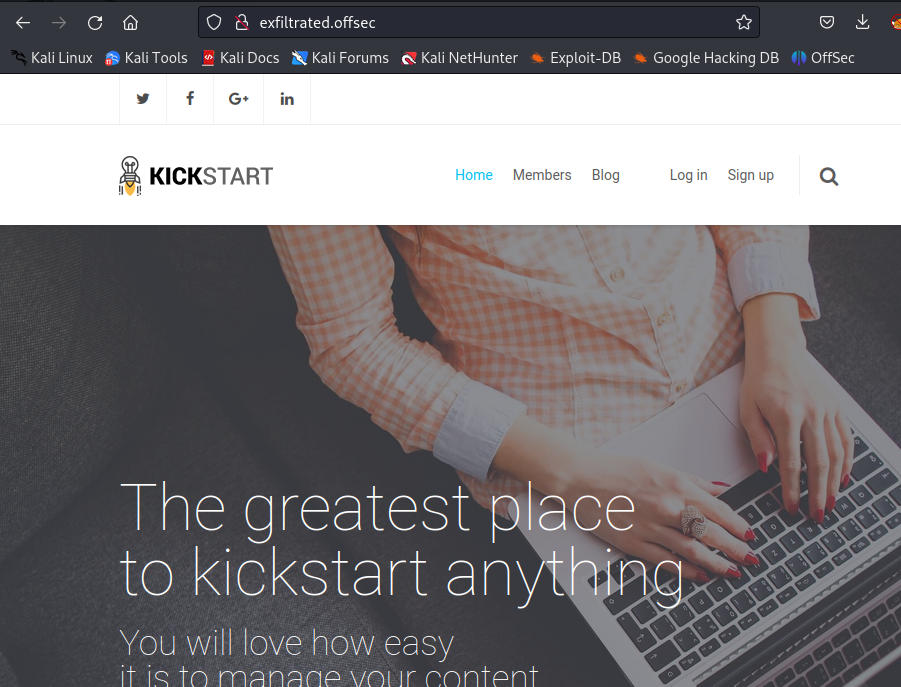 exfiltrated.offsec
Kali Linux Kali Tools Kali Docs Kali Forums Kali NetHunter Exploit-DB Google Hacking DB OffSec
KICKSTART
Home Members Blog Log in Sign up
The greatest place
to kickstart anything
You will love how easy
it is to manage your content